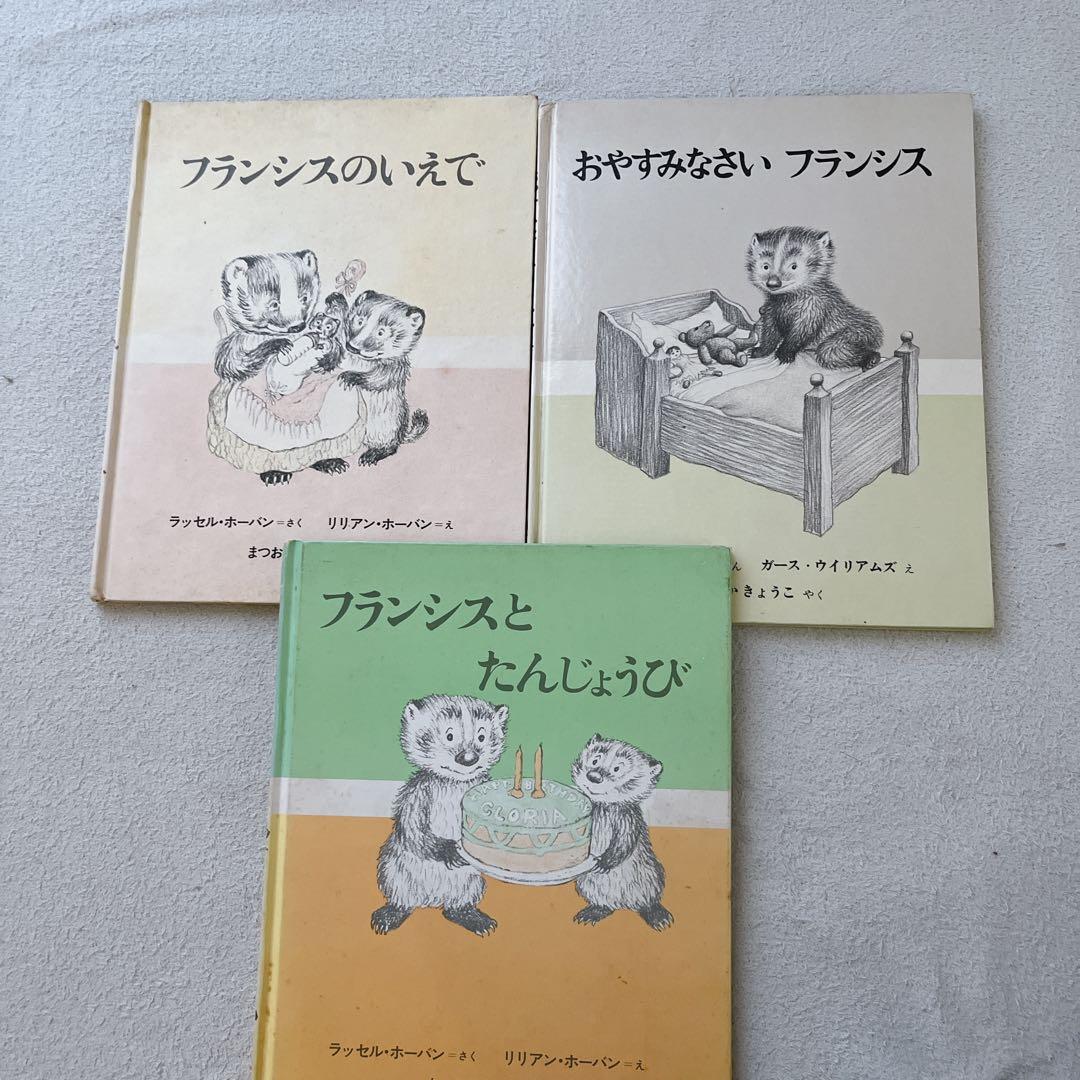 フランシスのいえで
ラッセル・ホーバン=さく リリアン・ホーバン=え
まつお
おやすみなさい フランシス
ん ガース・ウイリアムズ え
きょうこ やく
フランシスと
たんじょうび
HAPPY BIRTHDAY
GLORIA
ラッセル・ホーバン=さく リリアン・ホーバン=え